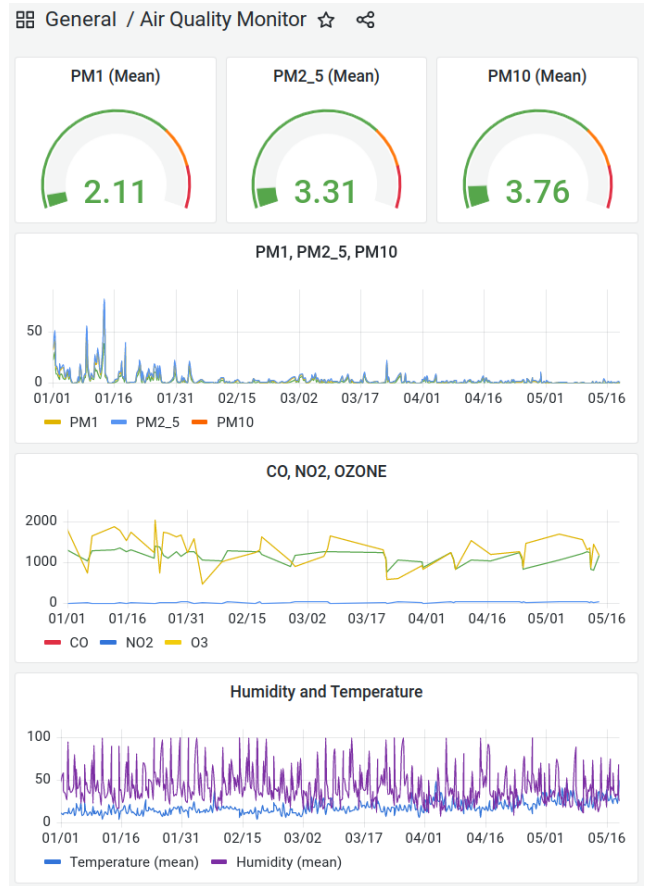 General / Air Quality Monitor
PM1 (Mean) PM2_5 (Mean) PM10 (Mean)
2.11 3.31 3.76
PM1, PM2_5, PM10
50
0
01/01 01/16 01/31 02/15 03/02 03/17 04/01 04/16 05/01 05/16
PM1 PM2_5 PM10
CO, NO2, OZONE
2000
1000
0
01/01 01/16 01/31 02/15 03/02 03/17 04/01 04/16 05/01 05/16
CO NO2 O3
Humidity and Temperature
100
50
0
01/01 01/16 01/31 02/15 03/02 03/17 04/01 04/16 05/01 05/16
Temperature (mean) Humidity (mean)